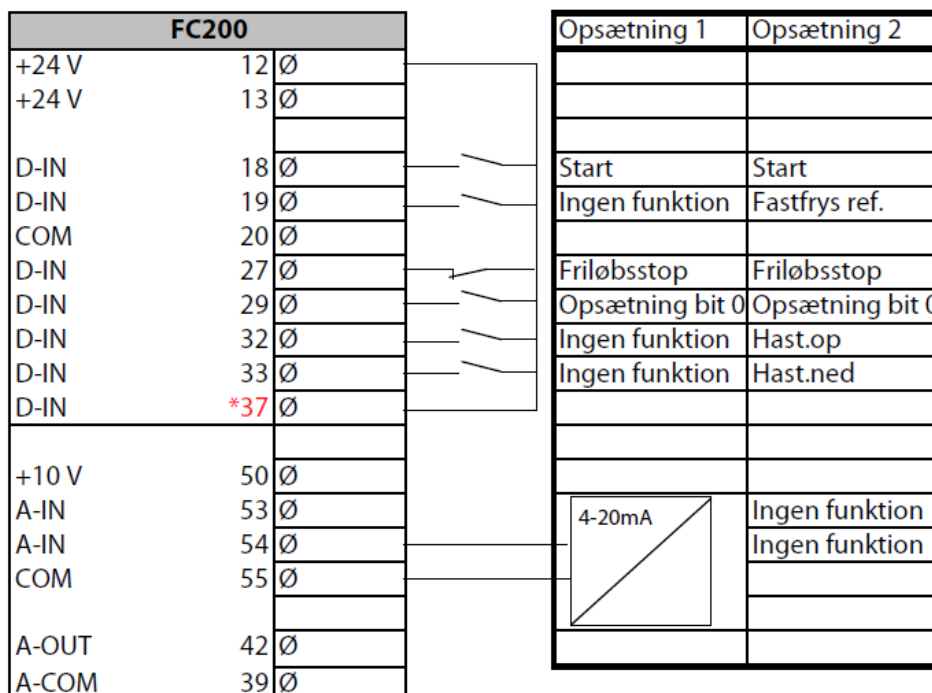 FC200 Opsætning 1 Opsætning 2
+24 V 12 Ø
+24 V 13 Ø
D-IN 18 Ø Start Start
D-IN 19 Ø Ingen funktion Fastfrys ref.
COM 20 Ø
D-IN 27 Ø Friløbsstop Friløbsstop
D-IN 29 Ø Opsætning bit 0 Opsætning bit 0
D-IN 32 Ø Ingen funktion Hast.op
D-IN 33 Ø Ingen funktion Hast.ned
D-IN *37 Ø
+10 V 50 Ø
A-IN 53 Ø 4-20mA Ingen funktion
A-IN 54 Ø Ingen funktion
COM 55 Ø
A-OUT 42 Ø
A-COM 39 Ø